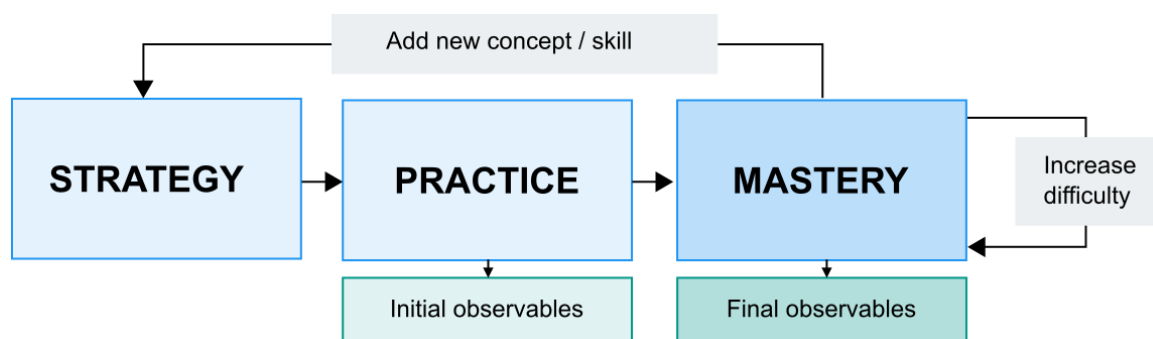 Add new concept / skill
STRATEGY
PRACTICE
MASTERY
Increase
difficulty
Initial observables
Final observables